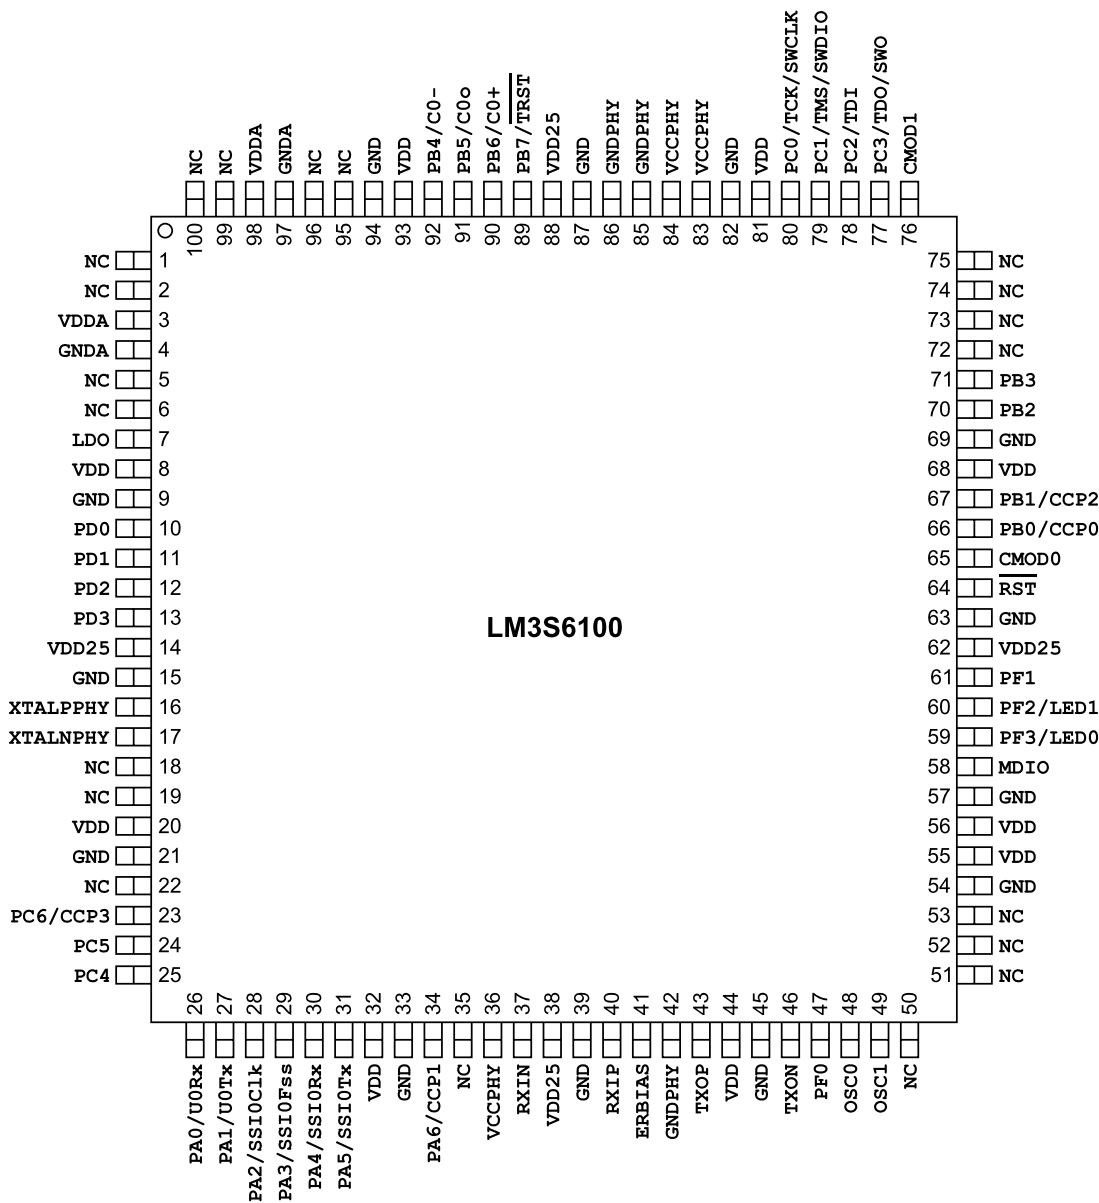 NC
NC
VDDA
GNDA
NC
NC
GND
VDD
PB4/C0-
PB5/C0o
PB6/C0+
PB7/TRST
VDD25
GND
GNDPHY
GNDPHY
VCCPHY
VCCPHY
GND
VDD
PC0/TCK/SWCLK
PC1/TMS/SWDIO
PC2/TDI
PC3/TDO/SWO
CMOD1
100
99
98
97
96
95
94
93
92
91
90
89
88
87
86
85
84
83
82
81
80
79
78
77
76
NC 1
NC 2
VDDA 3
GNDA 4
NC 5
NC 6
LDO 7
VDD 8
GND 9
PD0 10
PD1 11
PD2 12
PD3 13
VDD25 14
GND 15
XTALPPHY 16
XTALNPHY 17
NC 18
NC 19
VDD 20
GND 21
NC 22
PC6/CCP3 23
PC5 24
PC4 25
LM3S6100
75 NC
74 NC
73 NC
72 NC
71 PB3
70 PB2
69 GND
68 VDD
67 PB1/CCP2
66 PB0/CCP0
65 CMOD0
64 RST
63 GND
62 VDD25
61 PF1
60 PF2/LED1
59 PF3/LED0
58 MDIO
57 GND
56 VDD
55 VDD
54 GND
53 NC
52 NC
51 NC
26
27
28
29
30
31
32
33
34
35
36
37
38
39
40
41
42
43
44
45
46
47
48
49
50
PA0/U0Rx
PA1/U0Tx
PA2/SSI0Clk
PA3/SSI0Fss
PA4/SSI0Rx
PA5/SSI0Tx
VDD
GND
PA6/CCP1
NC
VCCPHY
RXIN
VDD25
GND
RXIP
ERBIAS
GNDPHY
TXOP
VDD
GND
TXON
PF0
OSC0
OSC1
NC